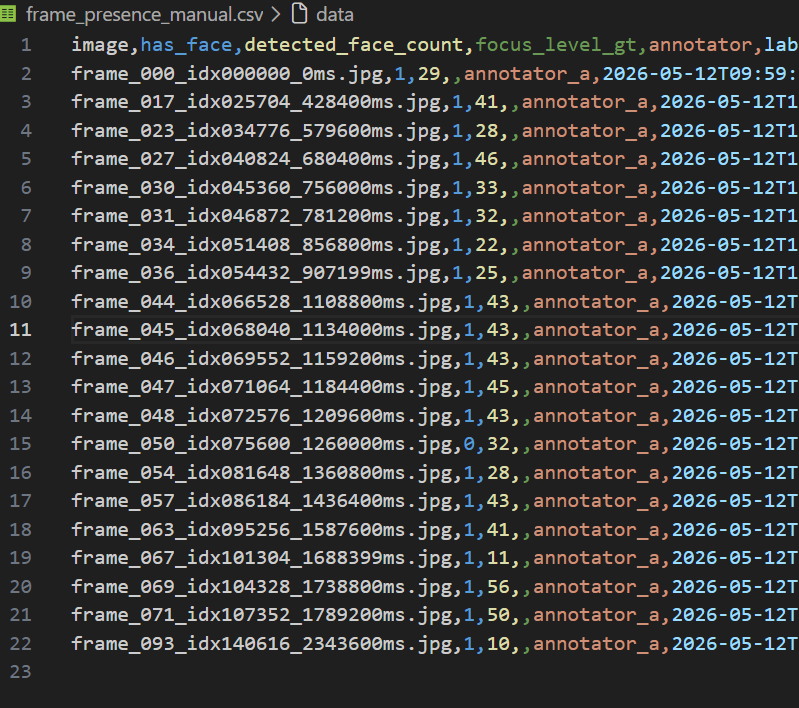 frame_presence_manual.csv > data
1 image,has_face,detected_face_count,focus_level_gt,annotator,lab
2 frame_000_idx000000_0ms.jpg,1,29,,annotator_a,2026-05-12T09:59:
3 frame_017_idx025704_428400ms.jpg,1,41,,annotator_a,2026-05-12T1
4 frame_023_idx034776_579600ms.jpg,1,28,,annotator_a,2026-05-12T1
5 frame_027_idx040824_680400ms.jpg,1,46,,annotator_a,2026-05-12T1
6 frame_030_idx045360_756000ms.jpg,1,33,,annotator_a,2026-05-12T1
7 frame_031_idx046872_781200ms.jpg,1,32,,annotator_a,2026-05-12T1
8 frame_034_idx051408_856800ms.jpg,1,22,,annotator_a,2026-05-12T1
9 frame_036_idx054432_907199ms.jpg,1,25,,annotator_a,2026-05-12T1
10 frame_044_idx066528_1108800ms.jpg,1,43,,annotator_a,2026-05-12T
11 frame_045_idx068040_1134000ms.jpg,1,43,,annotator_a,2026-05-12T
12 frame_046_idx069552_1159200ms.jpg,1,43,,annotator_a,2026-05-12T
13 frame_047_idx071064_1184400ms.jpg,1,45,,annotator_a,2026-05-12T
14 frame_048_idx072576_1209600ms.jpg,1,43,,annotator_a,2026-05-12T
15 frame_050_idx075600_1260000ms.jpg,0,32,,annotator_a,2026-05-12T
16 frame_054_idx081648_1360800ms.jpg,1,28,,annotator_a,2026-05-12T
17 frame_057_idx086184_1436400ms.jpg,1,43,,annotator_a,2026-05-12T
18 frame_063_idx095256_1587600ms.jpg,1,41,,annotator_a,2026-05-12T
19 frame_067_idx101304_1688399ms.jpg,1,11,,annotator_a,2026-05-12T
20 frame_069_idx104328_1738800ms.jpg,1,56,,annotator_a,2026-05-12T
21 frame_071_idx107352_1789200ms.jpg,1,50,,annotator_a,2026-05-12T
22 frame_093_idx140616_2343600ms.jpg,1,10,,annotator_a,2026-05-12T
23